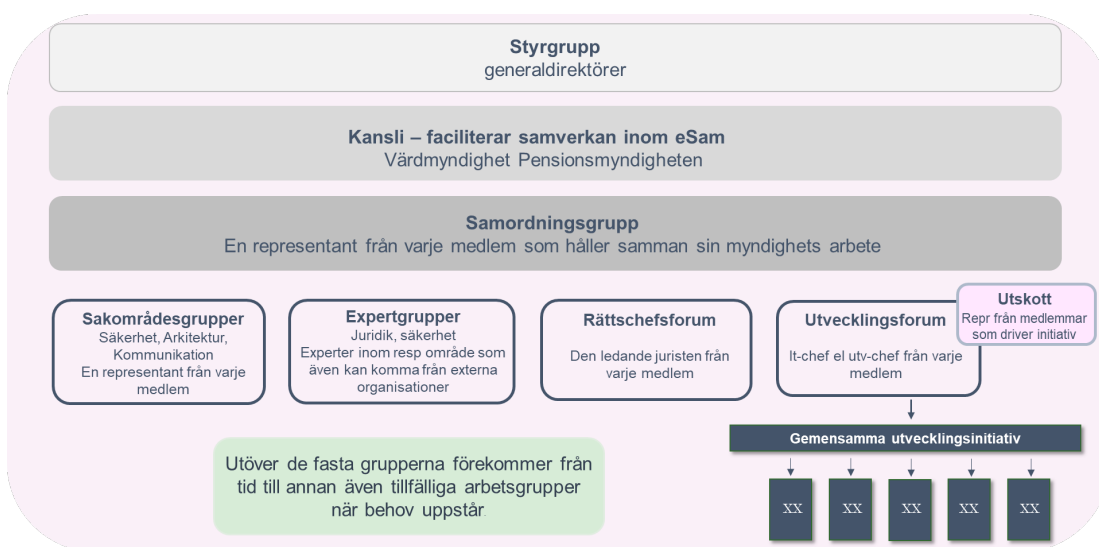 Styrgrupp
generaldirektörer
Kansli – faciliterar samverkan inom eSam
Värdmyndighet Pensionsmyndigheten
Samordningsgrupp
En representant från varje medlem som håller samman sin myndighets arbete
Sakområdesgrupper
Säkerhet, Arkitektur,
Kommunikation
En representant från varje
medlem
Expertgrupper
Juridik, säkerhet
Experter inom resp område som
även kan komma från externa
organisationer
Rättschefsforum
Den ledande juristen från
varje medlem
Utvecklingsforum
It-chef el utv-chef från varje
medlem
Utskott
Repr från medlemmar
som driver initiativ
Gemensamma utvecklingsinitiativ
XX
XX
XX
XX
XX
Utöver de fasta grupperna förekommer från
tid till annan även tillfälliga arbetsgrupper
när behov uppstår